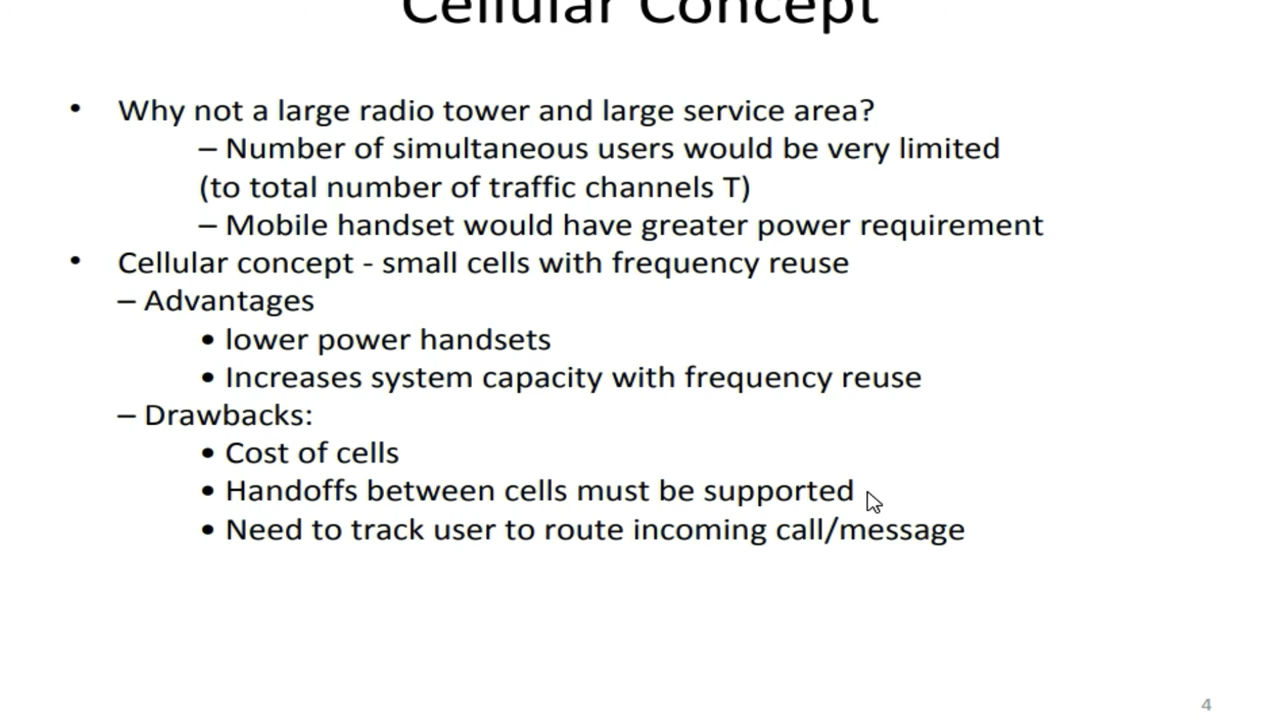 Cellular Concept
• Why not a large radio tower and large service area?
– Number of simultaneous users would be very limited
(to total number of traffic channels T)
– Mobile handset would have greater power requirement
• Cellular concept - small cells with frequency reuse
– Advantages
• lower power handsets
• Increases system capacity with frequency reuse
– Drawbacks:
• Cost of cells
• Handoffs between cells must be supported
• Need to track user to route incoming call/message
4